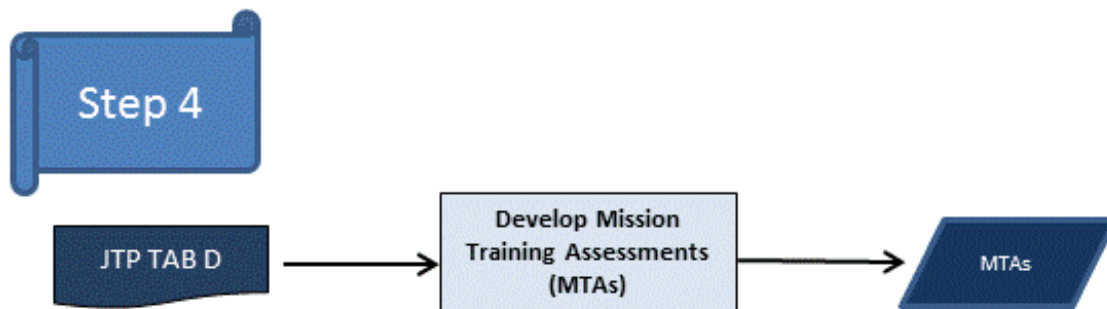 Step 4
JTP TAB D
Develop Mission
Training Assessments
(MTAs)
MTAs